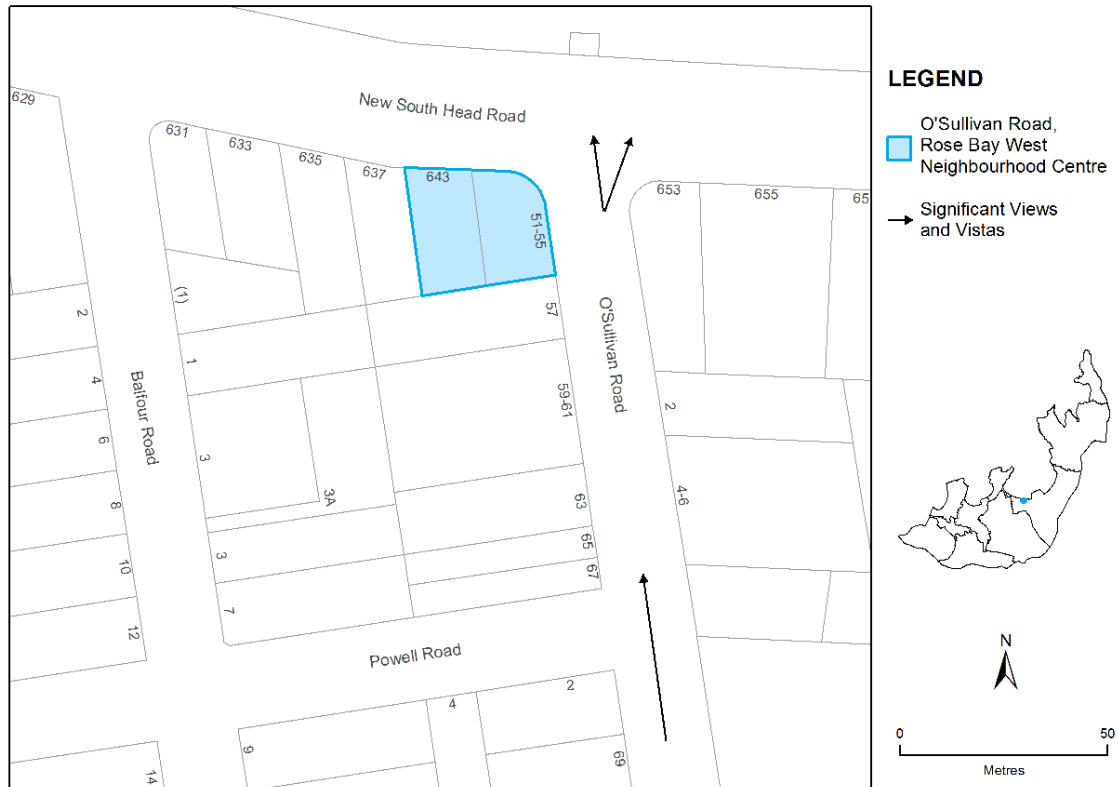 629
New South Head Road
631
633
635
637
643
51-55
653
655
65
(1)
2
1
57
O'Sullivan Road
Balfour Road
4
59-61
2
6
3
3A
4-6
8
63
3
65
10
67
7
12
Powell Road
2
4
9
69
14
LEGEND
O'Sullivan Road,
Rose Bay West
Neighbourhood Centre
Significant Views
and Vistas
N
0 50
Metres